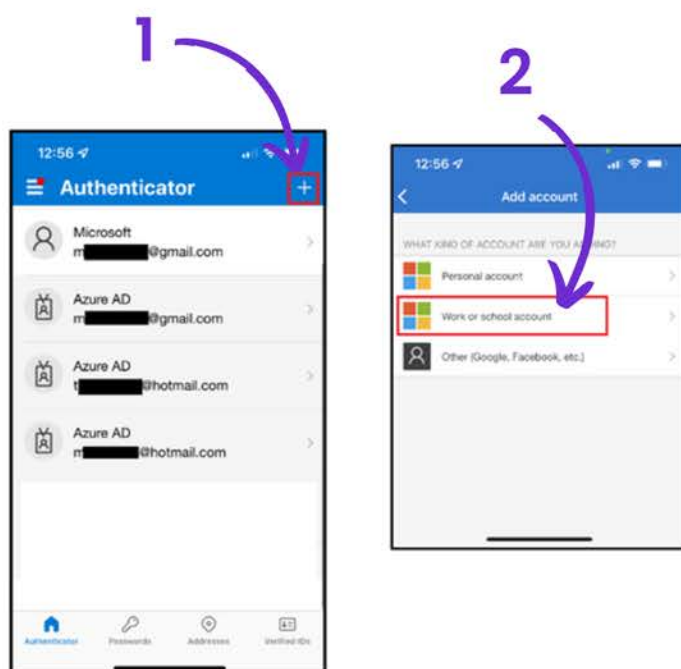 1
2
12:56
Authenticator
+
Microsoft
m @gmail.com
Azure AD
m @gmail.com
Azure AD
t @hotmail.com
Azure AD
m @hotmail.com
Authenticator Passwords Addresses Verified IDs
12:56
Add account
WHAT KIND OF ACCOUNT ARE YOU ADDING?
Personal account
Work or school account
Other (Google, Facebook, etc.)